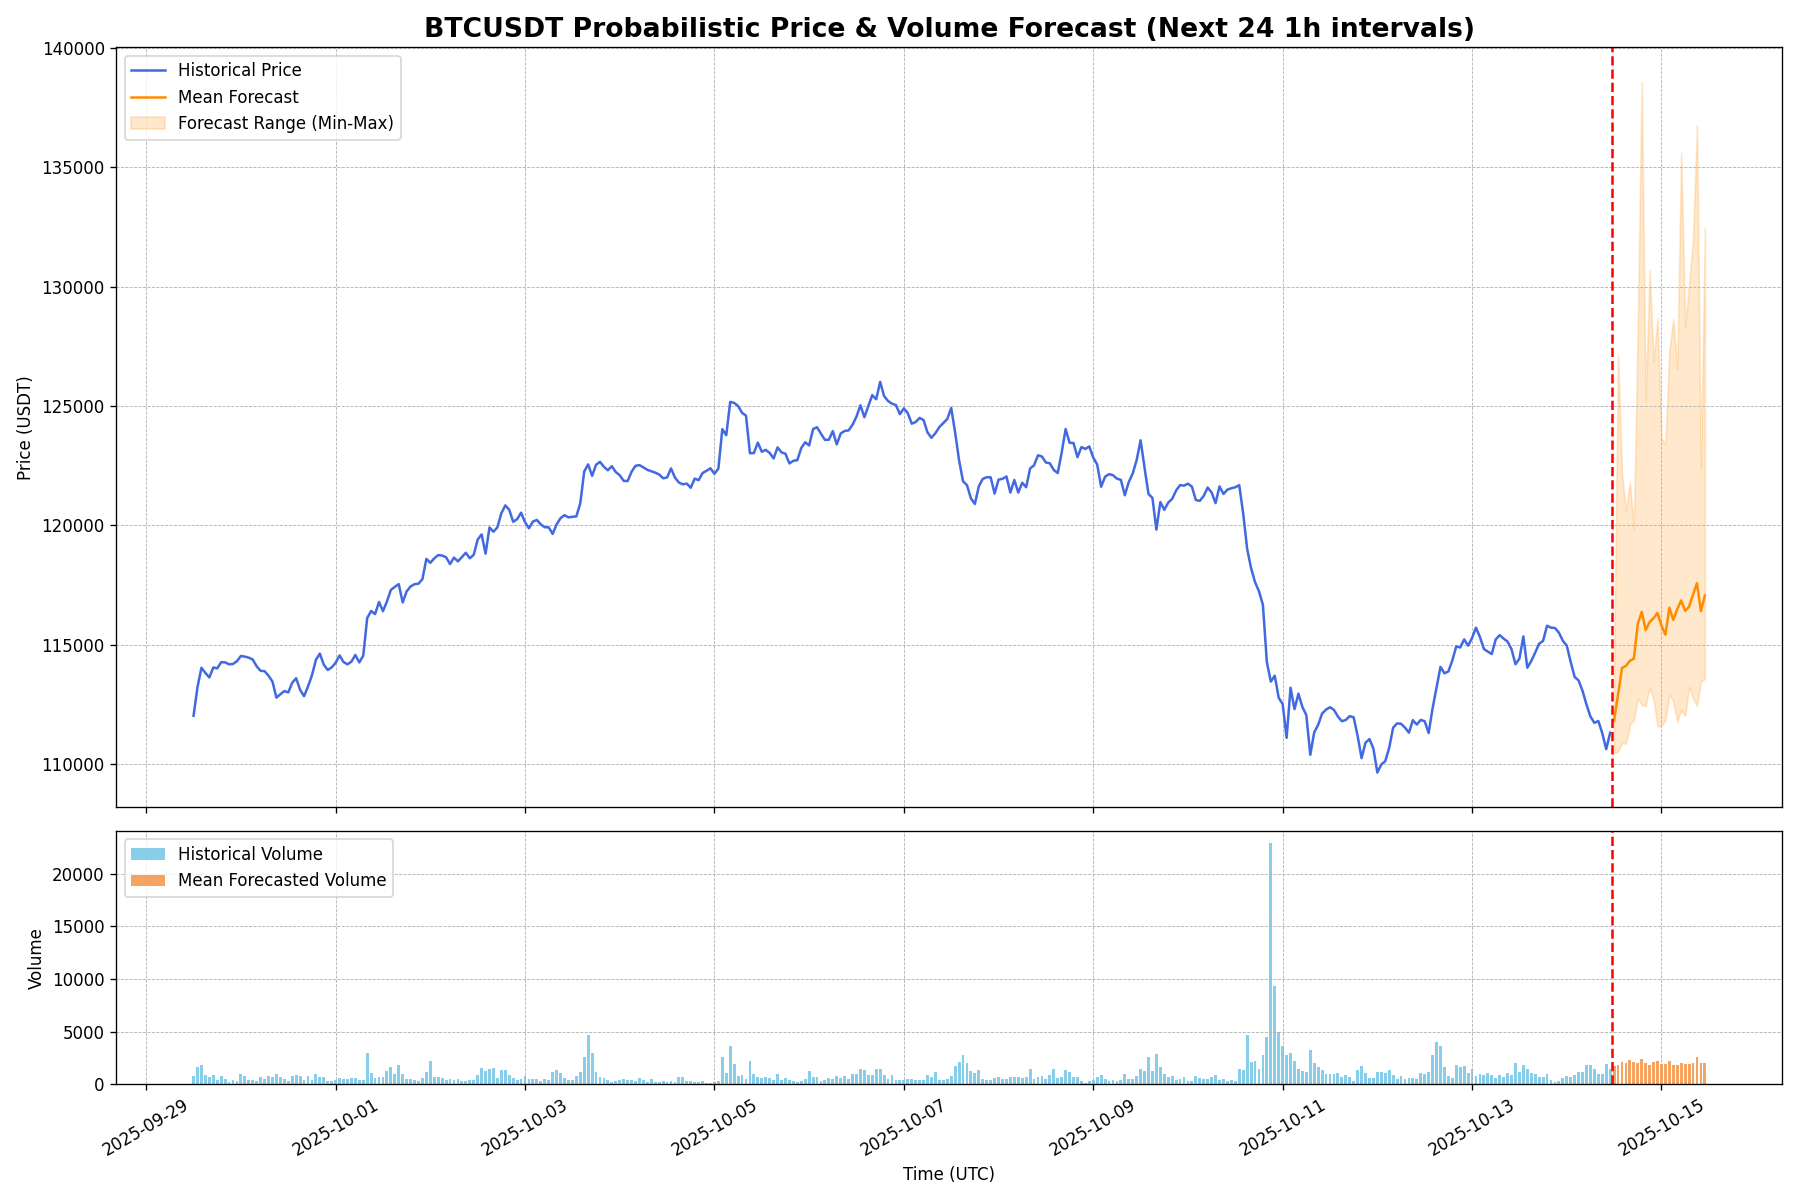 BTCUSDT Probabilistic Price & Volume Forecast (Next 24 1h intervals)
Historical Price
Mean Forecast
Forecast Range (Min-Max)
Price (USDT)
140000
135000
130000
125000
120000
115000
110000
Historical Volume
Mean Forecasted Volume
Volume
20000
15000
10000
5000
0
2025-09-29
2025-10-01
2025-10-03
2025-10-05
2025-10-07
2025-10-09
2025-10-11
2025-10-13
2025-10-15
Time (UTC)